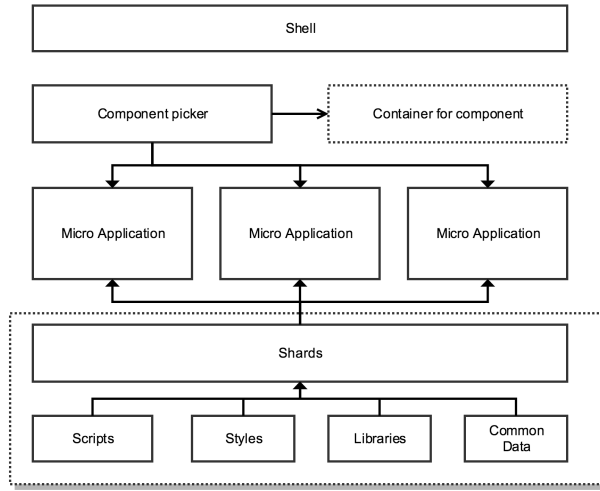 Shell
Component picker
Container for component
Micro Application
Micro Application
Micro Application
Shards
Scripts
Styles
Libraries
Common
Data